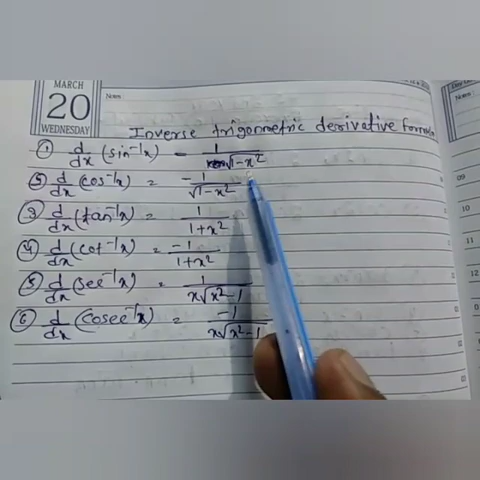 MARCH
20
WEDNESDAY
Notes:
Inverse trigonmetric derivative formula
① d/dx (sin⁻¹x) = 1/√1-x²
② d/dx (cos⁻¹x) = -1/√1-x²
③ d/dx (tan⁻¹x) = 1/1+x²
④ d/dx (cot⁻¹x) = -1/1+x²
⑤ d/dx (sec⁻¹x) = 1/x√x²-1
⑥ d/dx (cosec⁻¹x) = -1/x√x²-1